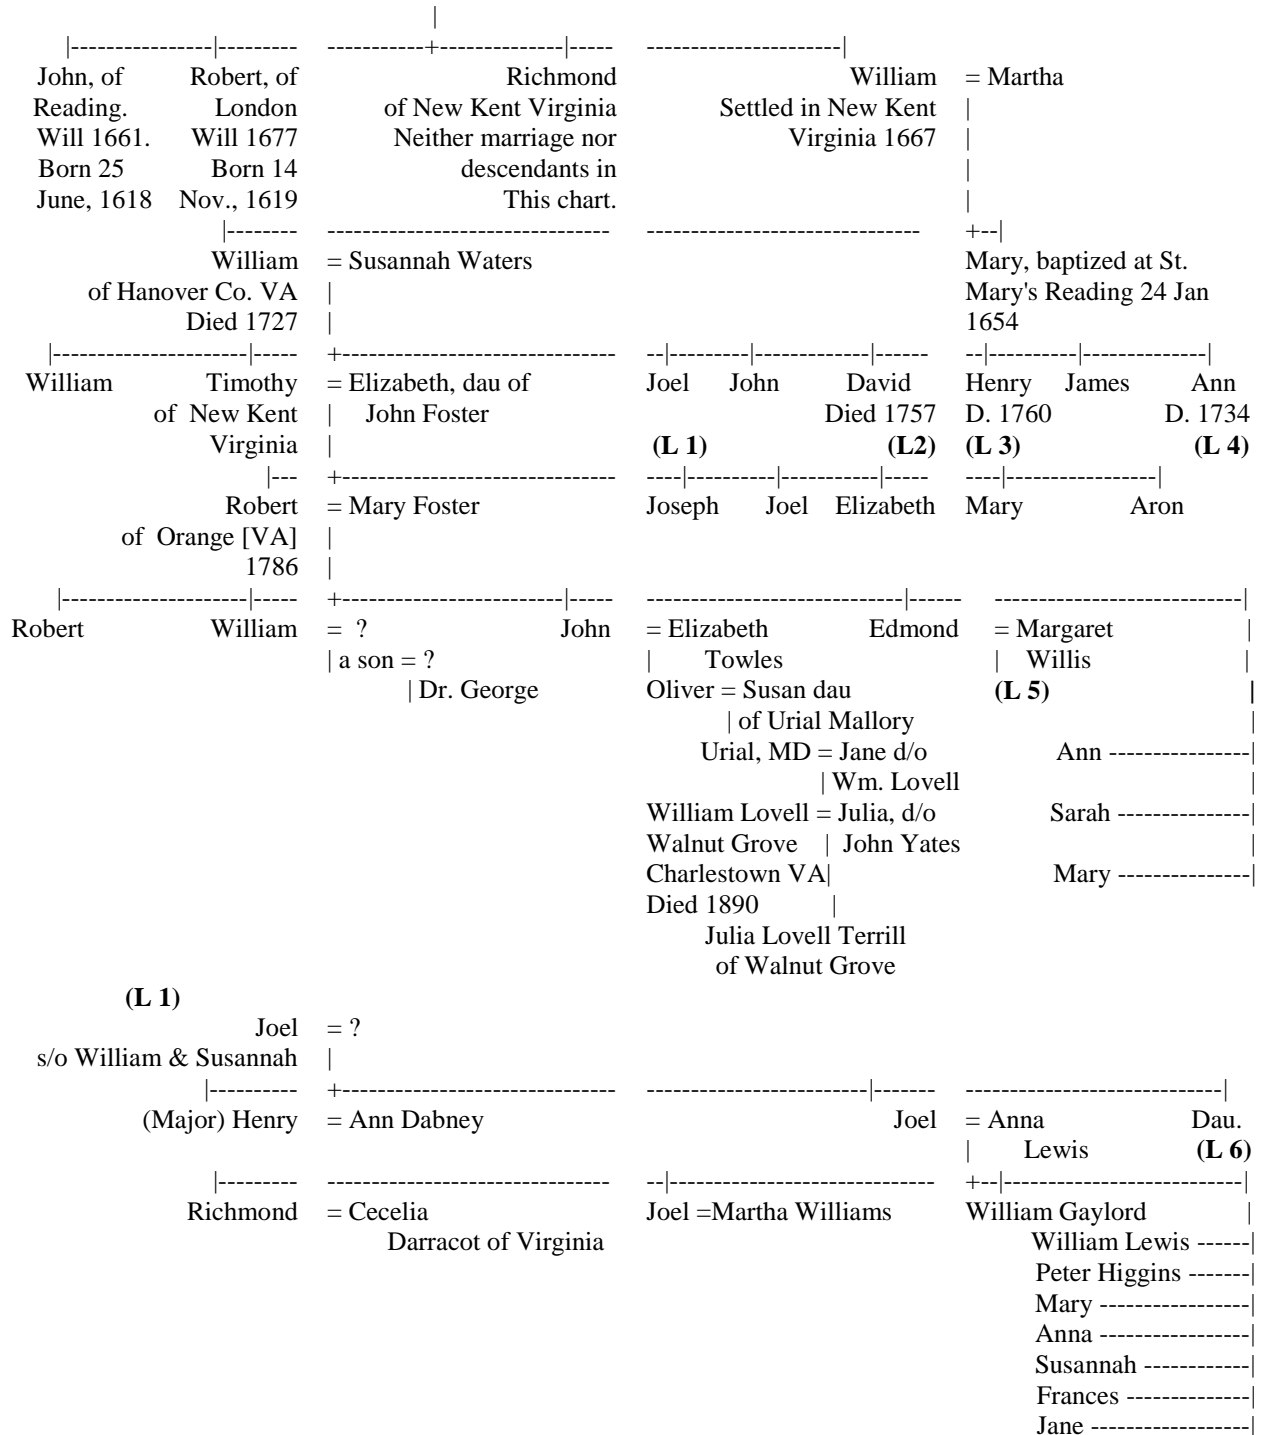 |
|----------------|--------- -----------+--------------|----- ----------------------|
John, of Robert, of Richmond William = Martha
Reading. London of New Kent Virginia Settled in New Kent |
Will 1661. Will 1677 Neither marriage nor Virginia 1667 |
Born 25 Born 14 descendants in |
June, 1618 Nov., 1619 This chart. |
|-------- -------------------------------- ------------------------------- +--|
William = Susannah Waters Mary, baptized at St.
of Hanover Co. VA | Mary's Reading 24 Jan
Died 1727 | 1654
|----------------------|----- +------------------------------- --|---------|-------------|------ --|----------|--------------|
William Timothy = Elizabeth, dau of Joel John David Henry James Ann
of New Kent | John Foster Died 1757 D. 1760 D. 1734
Virginia | (L 1) (L2) (L 3) (L 4)
|--- +------------------------------- ----|----------|-----------|----- ----|-----------------|
Robert = Mary Foster Joseph Joel Elizabeth Mary Aron
of Orange [VA] |
1786 |
|---------------------|----- +-------------------------|----- -----------------------------|------ ----------------------------|
Robert William = ? John = Elizabeth Edmond = Margaret |
| a son = ? | Towles | Willis |
| Dr. George Oliver = Susan dau (L 5) |
| of Urial Mallory |
Urial, MD = Jane d/o Ann ----------------|
| Wm. Lovell |
William Lovell = Julia, d/o Sarah ---------------|
Walnut Grove | John Yates |
Charlestown VA| Mary ---------------|
Died 1890 |
Julia Lovell Terrill
of Walnut Grove
(L 1)
Joel = ?
s/o William & Susannah |
|---------- +------------------------------- -------------------------|------- -----------------------------|
(Major) Henry = Ann Dabney Joel = Anna Dau.
| Lewis (L 6)
|--------- -------------------------------- --|------------------------------ +--|---------------------------|
Richmond = Cecelia Joel =Martha Williams William Gaylord |
Darracot of Virginia William Lewis ------|
Peter Higgins -------|
Mary -----------------|
Anna -----------------|
Susannah ------------|
Frances --------------|
Jane ------------------|